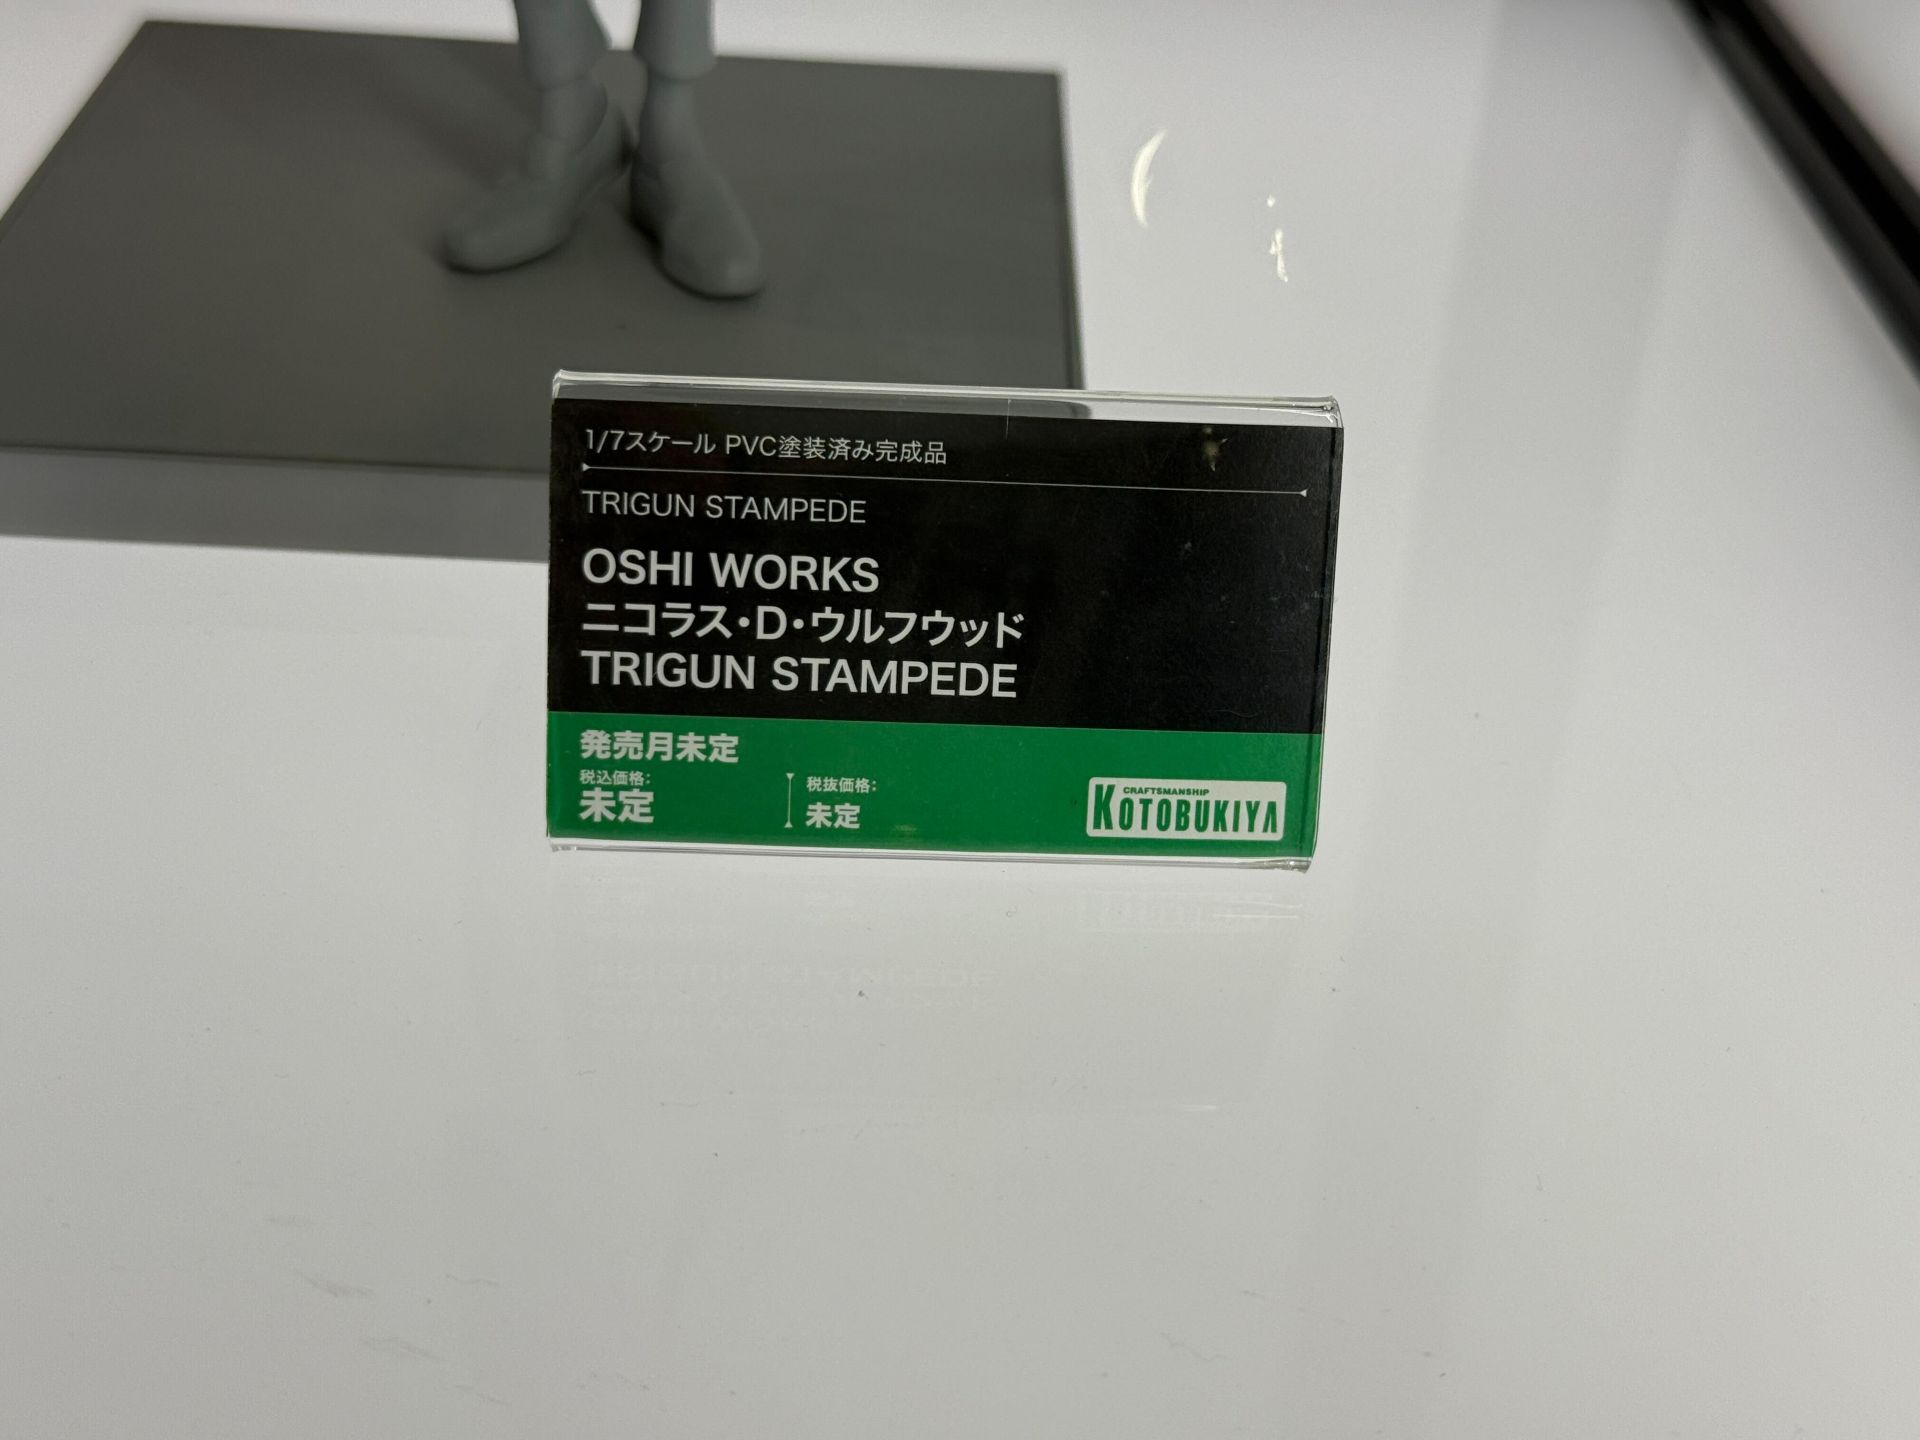 1/7スケール PVC塗装済み完成品
TRIGUN STAMPEDE
OSHI WORKS
ニコラス・D・ウルフウッド
TRIGUN STAMPEDE
発売月未定
税込価格:
未定
税抜価格:
未定
CRAFTSMANSHIP
KOTOBUKIYA